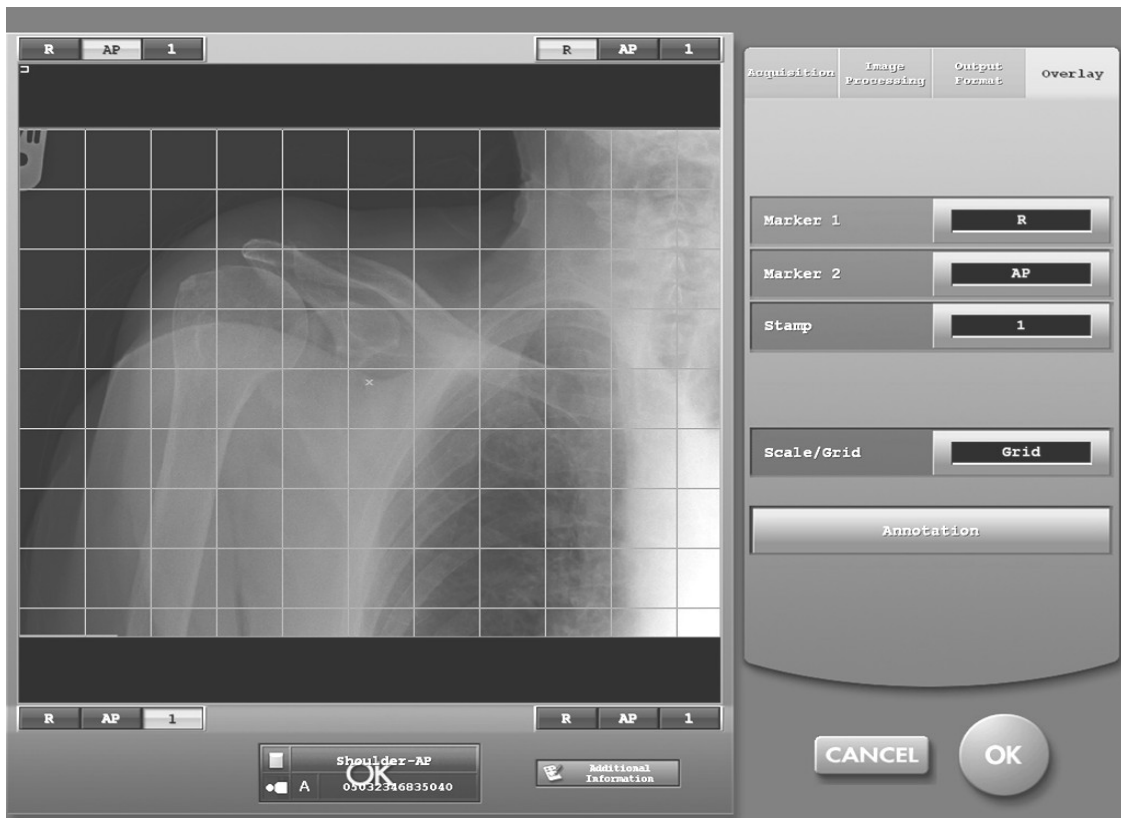 R AP 1
R AP 1
Acquisition
Image
Processing
Output
Format
Overlay
Marker 1 R
Marker 2 AP
Stamp 1
Scale/Grid Grid
Annotation
R AP 1
R AP 1
Shoulder-AP
OK
A 05032346835040
Additional
Information
CANCEL
OK